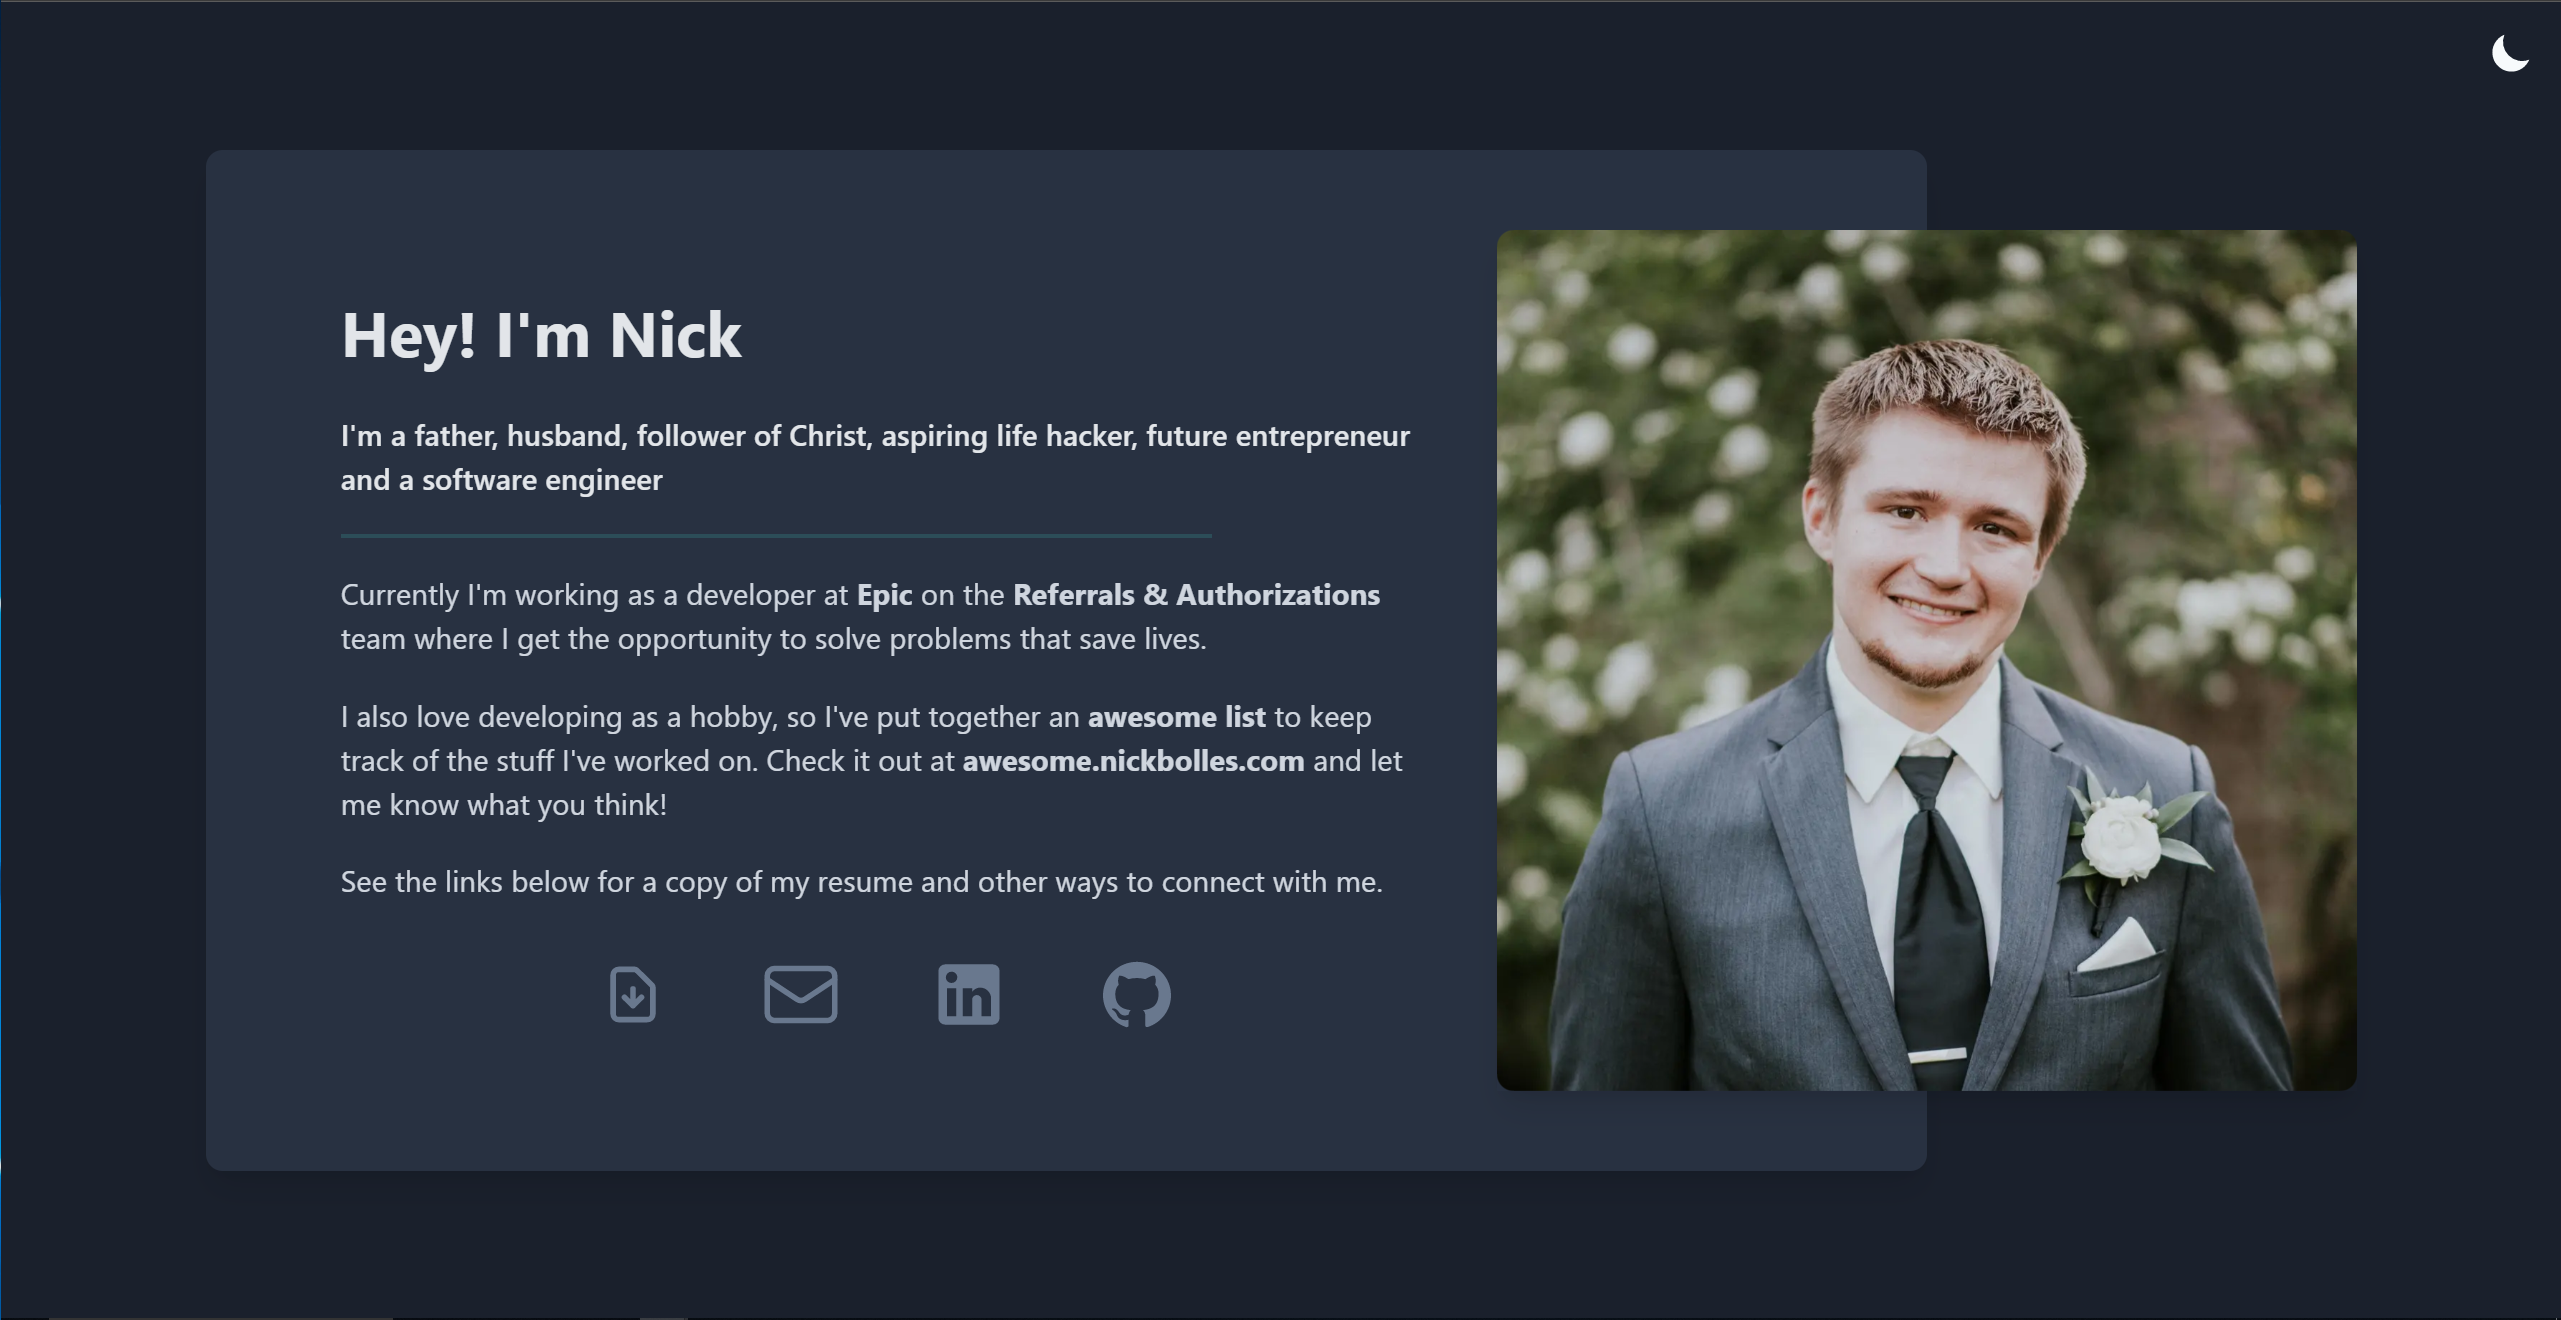 Hey! I'm Nick
I'm a father, husband, follower of Christ, aspiring life hacker, future entrepreneur
and a software engineer
Currently I'm working as a developer at Epic on the Referrals & Authorizations
team where I get the opportunity to solve problems that save lives.
I also love developing as a hobby, so I've put together an awesome list to keep
track of the stuff I've worked on. Check it out at awesome.nickbolles.com and let
me know what you think!
See the links below for a copy of my resume and other ways to connect with me.
in